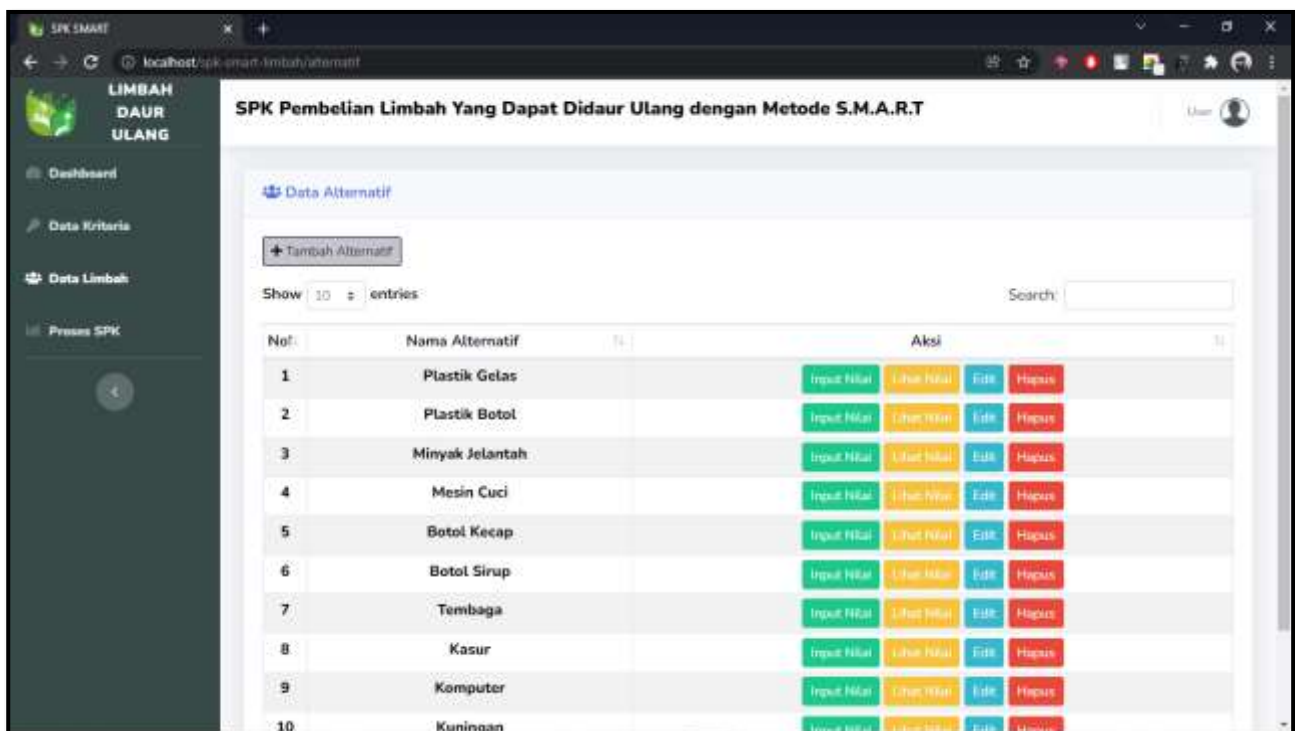 SPK SMART
localhost/spk-smart-limbah/alternatif
LIMBAH
DAUR
ULANG
SPK Pembelian Limbah Yang Dapat Didaur Ulang dengan Metode S.M.A.R.T
User
Dashboard
Data Kriteria
Data Limbah
Proses SPK
Data Alternatif
+ Tambah Alternatif
Show 10 entries
Search:
No Nama Alternatif Aksi
1 Plastik Gelas Input Nilai Lihat Nilai Edit Hapus
2 Plastik Botol Input Nilai Lihat Nilai Edit Hapus
3 Minyak Jelantah Input Nilai Lihat Nilai Edit Hapus
4 Mesin Cuci Input Nilai Lihat Nilai Edit Hapus
5 Botol Kecap Input Nilai Lihat Nilai Edit Hapus
6 Botol Sirup Input Nilai Lihat Nilai Edit Hapus
7 Tembaga Input Nilai Lihat Nilai Edit Hapus
8 Kasur Input Nilai Lihat Nilai Edit Hapus
9 Komputer Input Nilai Lihat Nilai Edit Hapus
10 Kuningan Input Nilai Lihat Nilai Edit Hapus